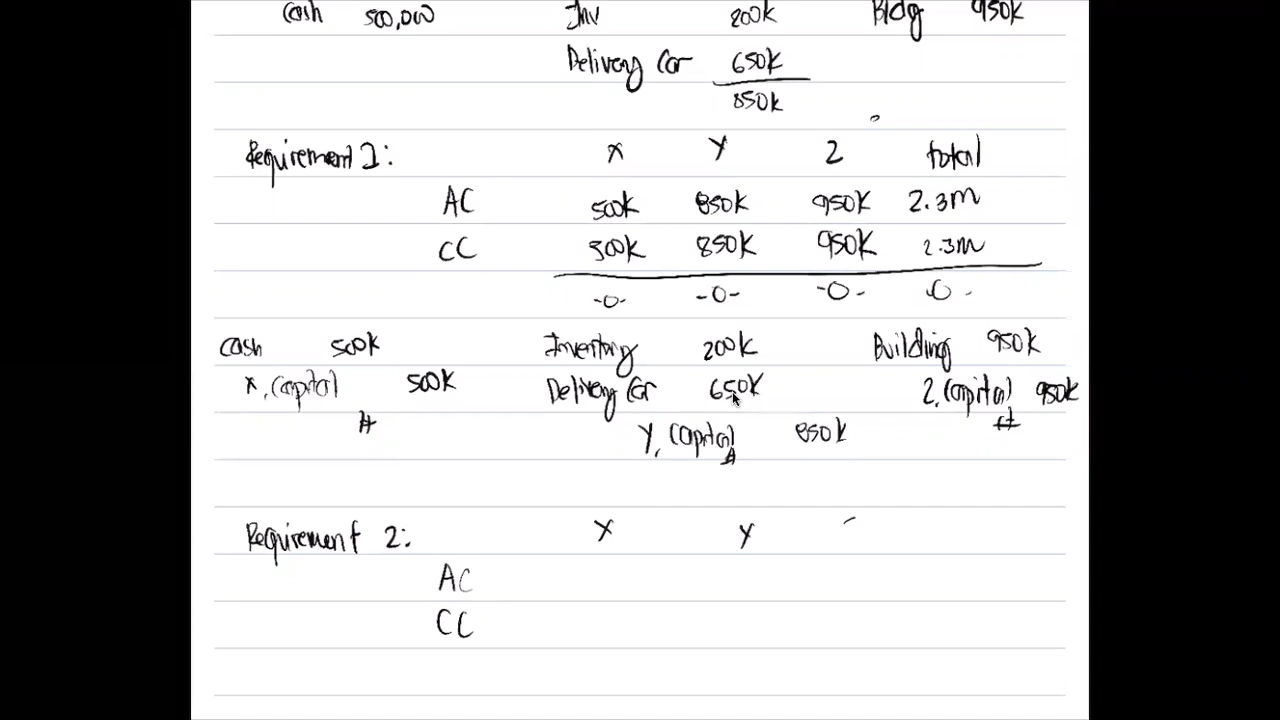 Cash 500,000 Inv 200k Bldg 950k
Delivery Car 650k
850k
Requirement 1: X Y Z total
AC 500k 850k 950k 2.3m
CC 500k 850k 950k 2.3m
-0- -0- -0- 0-
Cash 500k Inventory 200k Building 950k
X, Capital 500k Delivery Car 650k Z, Capital 950k
Y, Capital 850k
Requirement 2: X Y
AC
CC